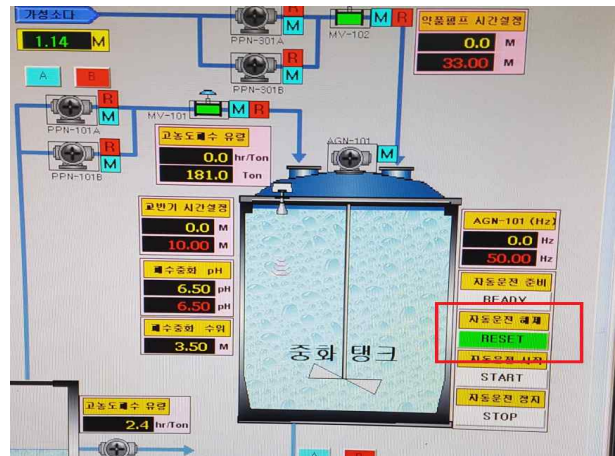 가성소다
1.14 M
A B
PPN-301A
MV-102 M R
약품펌프 시간설정
0.0 M
33.00 M
R
M
PPN-301B
R
M
PPN-101A
R
M
PPN-101B
MV-101 M R
고농도폐수 유량
0.0 hr/Ton
181.0 Ton
AGN-101
M
교반기 시간설정
0.0 M
10.00 M
폐수중화 pH
6.50 pH
6.50 pH
폐수중화 수위
3.50 M
중화 탱크
AGN-101 (Hz)
0.0 Hz
50.00 Hz
자동운전 준비
READY
자동운전 해제
RESET
자동운전 시작
START
자동운전 정지
STOP
고농도폐수 유량
2.4 hr/Ton
A B